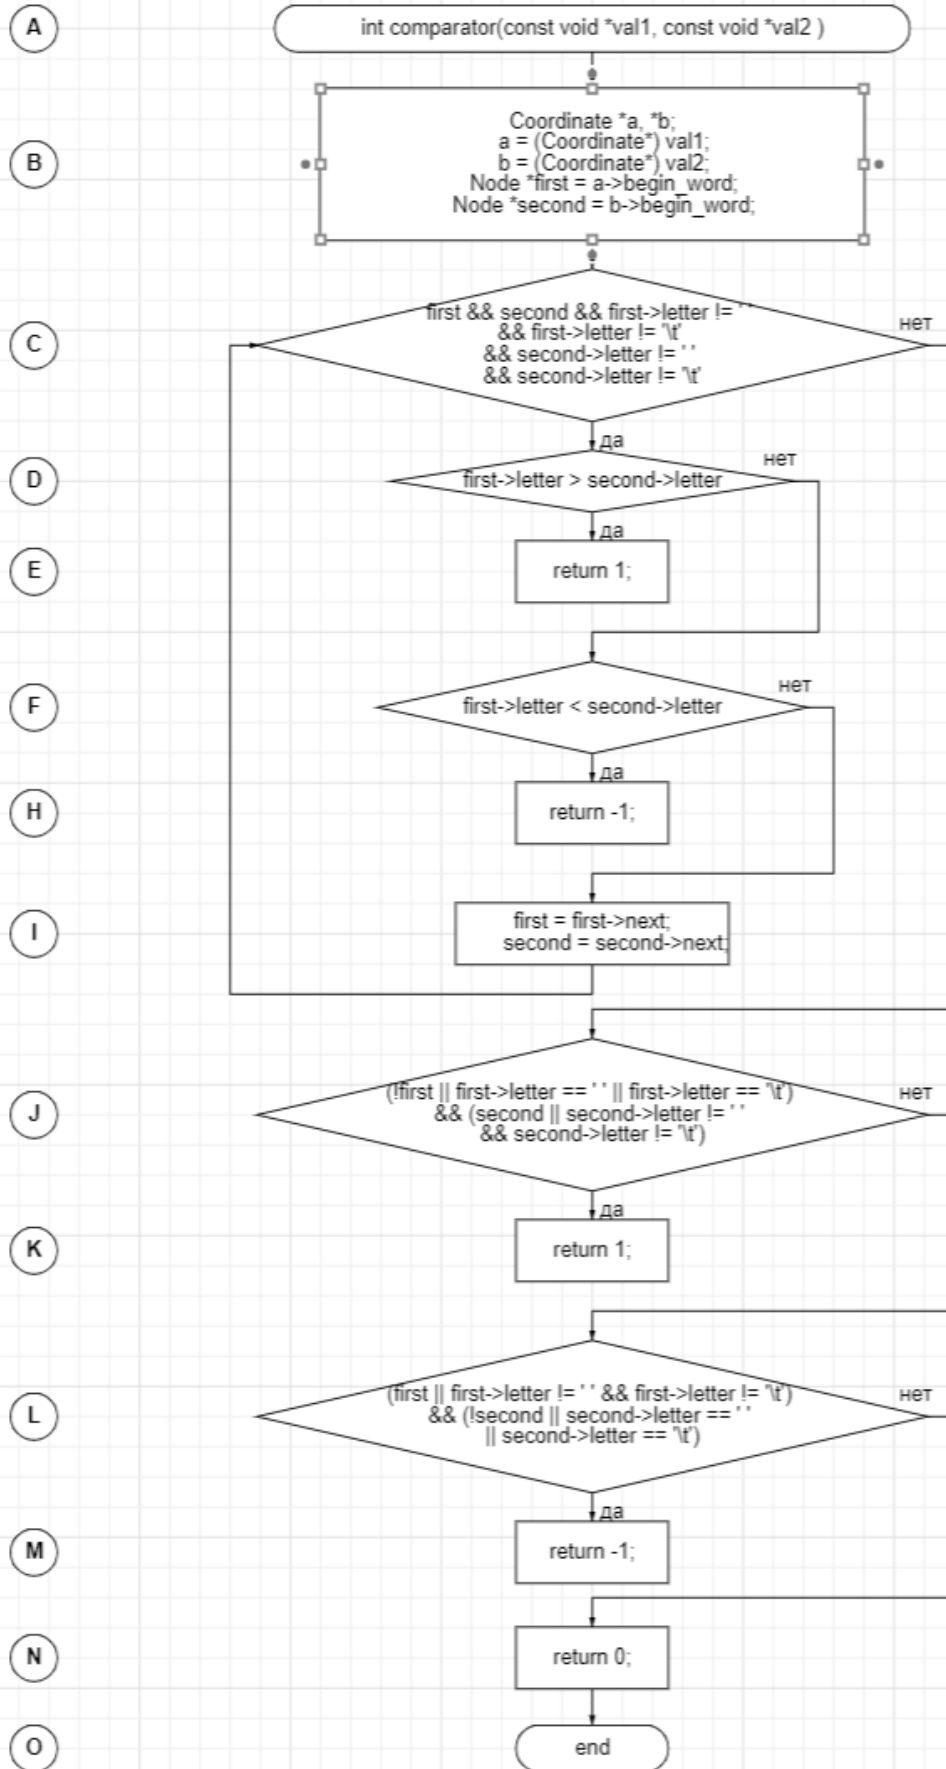 A
int comparator(const void *val1, const void *val2 )
B
Coordinate *a, *b;
a = (Coordinate*) val1;
b = (Coordinate*) val2;
Node *first = a->begin_word;
Node *second = b->begin_word;
C
first && second && first->letter != ' '
&& first->letter != '\t'
&& second->letter != ' '
&& second->letter != '\t'
нет
да
D
first->letter > second->letter
нет
да
E
return 1;
F
first->letter < second->letter
нет
да
H
return -1;
I
first = first->next;
second = second->next;
J
(!first || first->letter == ' ' || first->letter == '\t')
&& (second || second->letter != ' '
&& second->letter != '\t')
нет
да
K
return 1;
L
(first || first->letter != ' ' && first->letter != '\t')
&& (!second || second->letter == ' '
|| second->letter == '\t')
нет
да
M
return -1;
N
return 0;
O
end